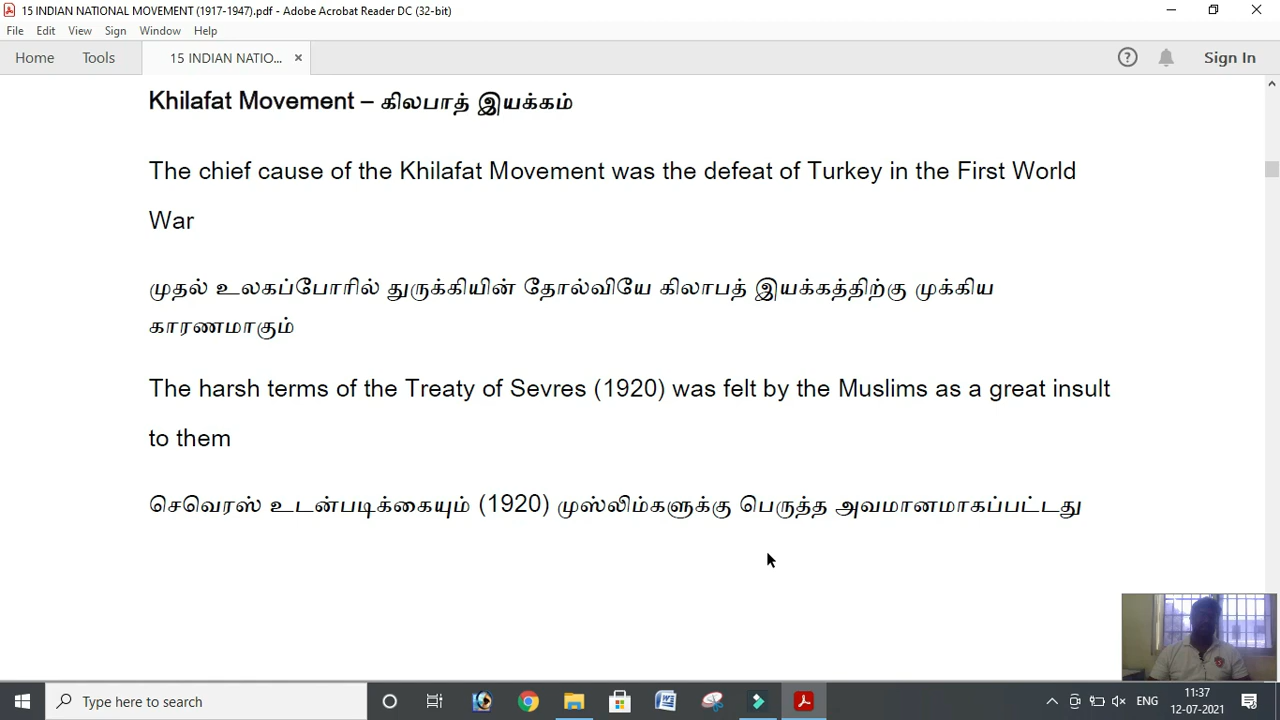 15 INDIAN NATIONAL MOVEMENT (1917-1947).pdf - Adobe Acrobat Reader DC (32-bit)
File Edit View Sign Window Help
Home Tools 15 INDIAN NATIO... Sign In
Khilafat Movement – கிலபாத் இயக்கம்
The chief cause of the Khilafat Movement was the defeat of Turkey in the First World
War
முதல் உலகப்போரில் துருக்கியின் தோல்வியே கிலாபத் இயக்கத்திற்கு முக்கிய
காரணமாகும்
The harsh terms of the Treaty of Sevres (1920) was felt by the Muslims as a great insult
to them
செவெரஸ் உடன்படிக்கையும் (1920) முஸ்லிம்களுக்கு பெருத்த அவமானமாகப்பட்டது
Type here to search ENG 11:37
12-07-2021